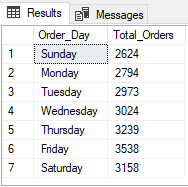 Results Messages
Order_Day Total_Orders
1 Sunday 2624
2 Monday 2794
3 Tuesday 2973
4 Wednesday 3024
5 Thursday 3239
6 Friday 3538
7 Saturday 3158